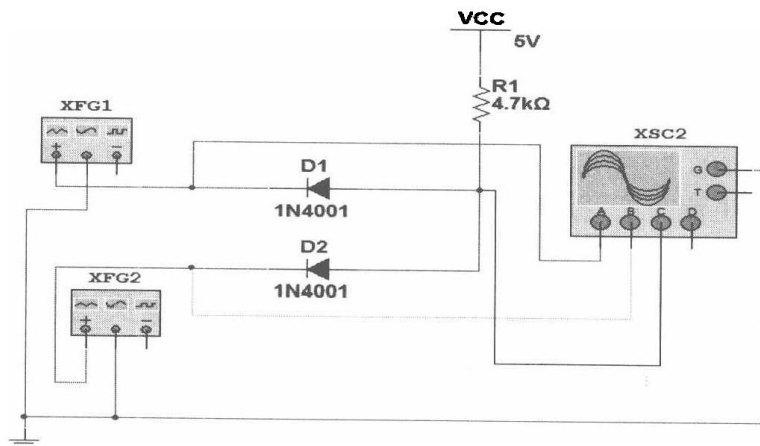 VCC
5V
R1
4.7kΩ
XFG1
XSC2
D1
G
T
+
−
1N4001
A B C D
D2
XFG2
1N4001
+
−